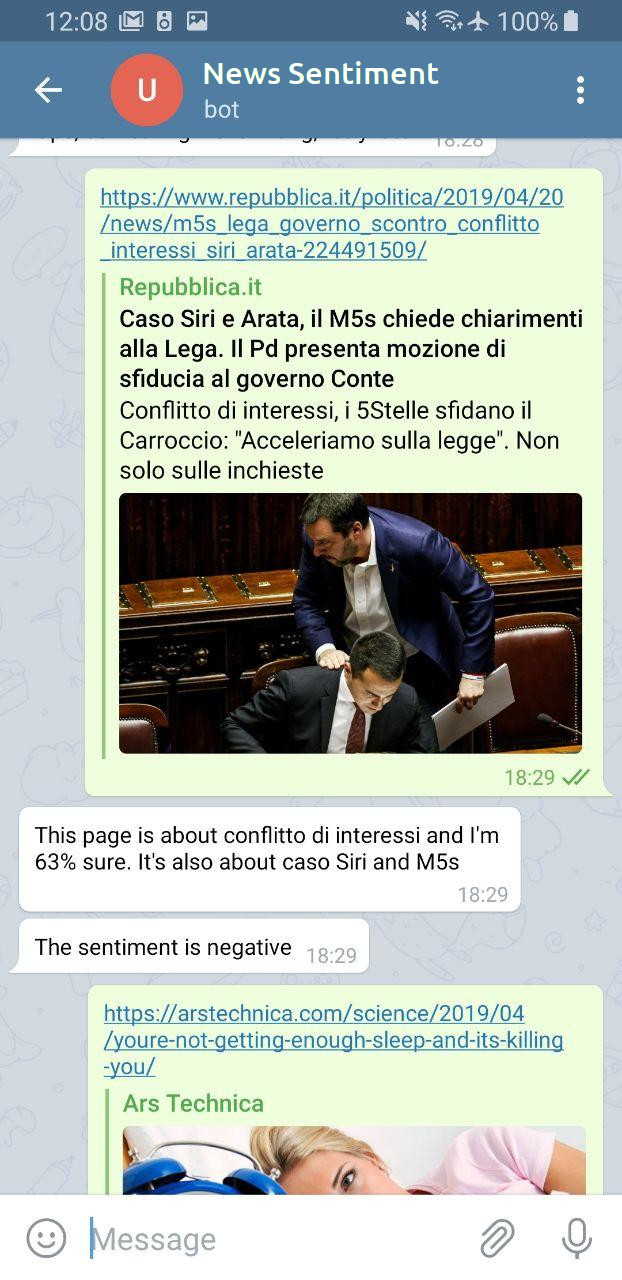 12:08
100%
U
News Sentiment
bot
18:28
https://www.repubblica.it/politica/2019/04/20
/news/m5s_lega_governo_scontro_conflitto
_interessi_siri_arata-224491509/
Repubblica.it
Caso Siri e Arata, il M5s chiede chiarimenti
alla Lega. Il Pd presenta mozione di
sfiducia al governo Conte
Conflitto di interessi, i 5Stelle sfidano il
Carroccio: "Acceleriamo sulla legge". Non
solo sulle inchieste
18:29
This page is about conflitto di interessi and I'm
63% sure. It's also about caso Siri and M5s
18:29
The sentiment is negative 18:29
https://arstechnica.com/science/2019/04
/youre-not-getting-enough-sleep-and-its-killing
-you/
Ars Technica
Message